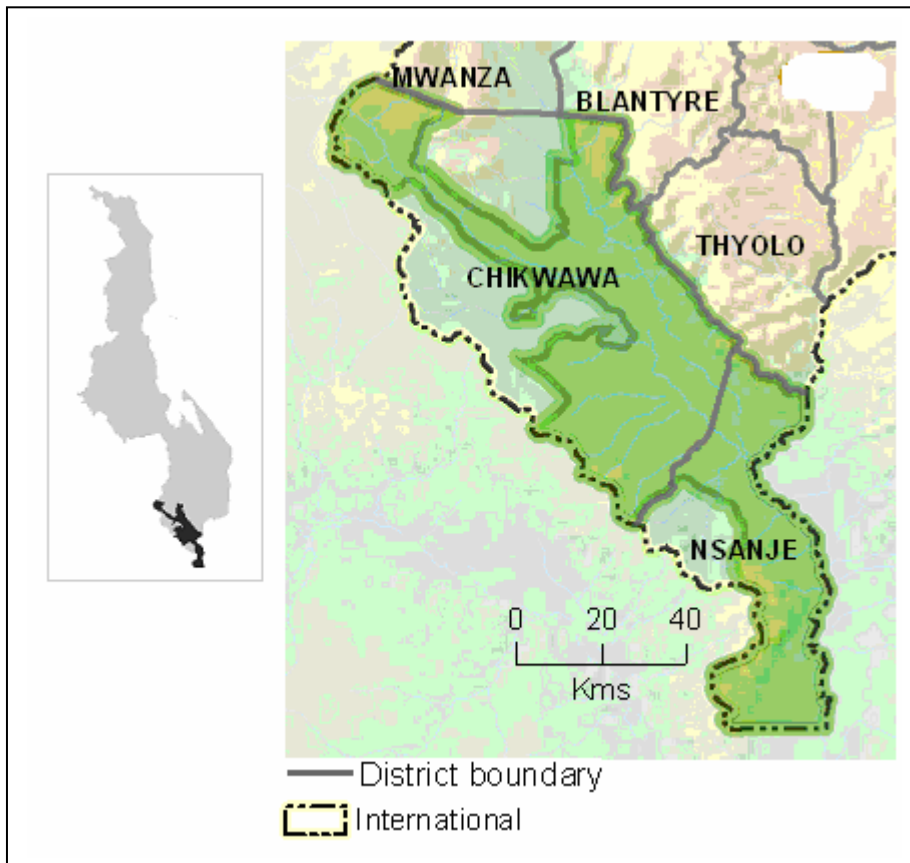 MWANZA
BLANTYRE
THYOLO
CHIKWAWA
NSANJE
0 20 40
Kms
District boundary
International